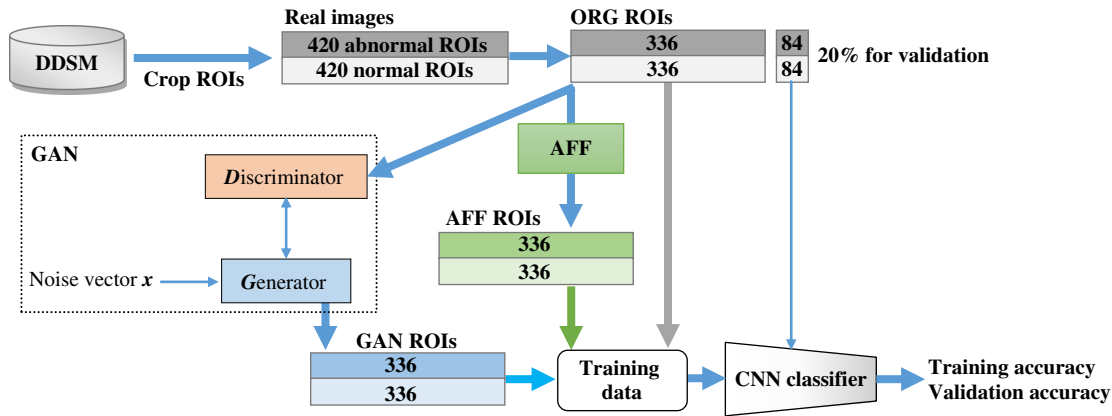 Real images
ORG ROIs
DDSM
Crop ROIs
420 abnormal ROIs
420 normal ROIs
336
336
84
84
20% for validation
GAN
Discriminator
AFF
AFF ROIs
336
336
Noise vector x
Generator
GAN ROIs
336
336
Training
data
CNN classifier
Training accuracy
Validation accuracy